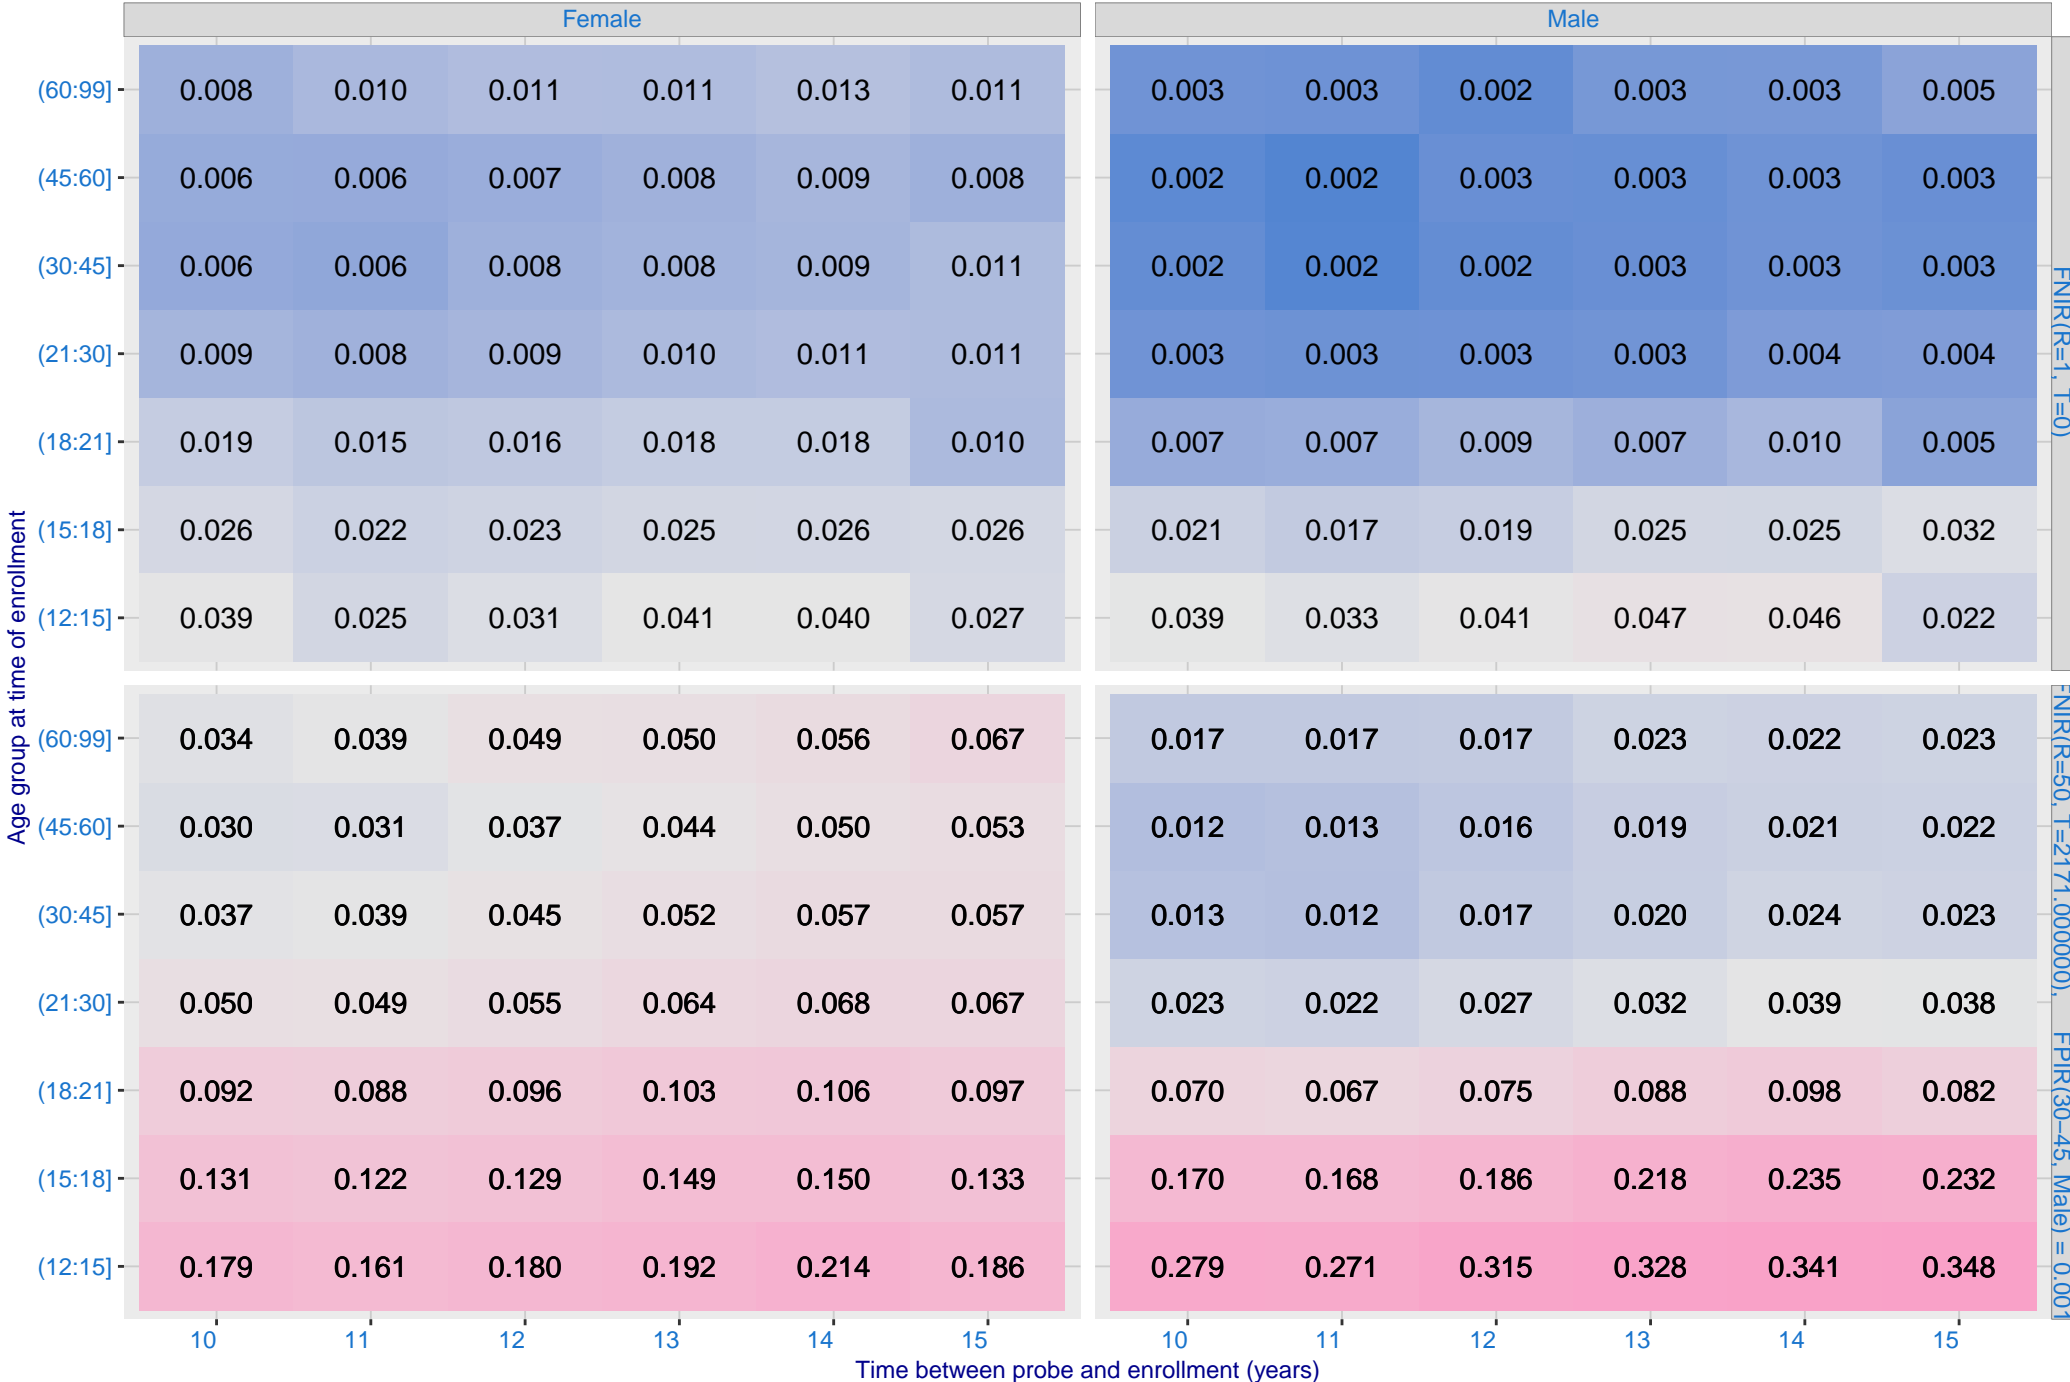 Female Male
(60:99] 0.008 0.010 0.011 0.011 0.013 0.011 0.003 0.003 0.002 0.003 0.003 0.005
(45:60] 0.006 0.006 0.007 0.008 0.009 0.008 0.002 0.002 0.003 0.003 0.003 0.003
(30:45] 0.006 0.006 0.008 0.008 0.009 0.011 0.002 0.002 0.002 0.003 0.003 0.003
(21:30] 0.009 0.008 0.009 0.010 0.011 0.011 0.003 0.003 0.003 0.003 0.004 0.004
(18:21] 0.019 0.015 0.016 0.018 0.018 0.010 0.007 0.007 0.009 0.007 0.010 0.005
(15:18] 0.026 0.022 0.023 0.025 0.026 0.026 0.021 0.017 0.019 0.025 0.025 0.032
(12:15] 0.039 0.025 0.031 0.041 0.040 0.027 0.039 0.033 0.041 0.047 0.046 0.022
FNIR(R=1, T=0)
Age group at time of enrollment
(60:99] 0.034 0.039 0.049 0.050 0.056 0.067 0.017 0.017 0.017 0.023 0.022 0.023
(45:60] 0.030 0.031 0.037 0.044 0.050 0.053 0.012 0.013 0.016 0.019 0.021 0.022
(30:45] 0.037 0.039 0.045 0.052 0.057 0.057 0.013 0.012 0.017 0.020 0.024 0.023
(21:30] 0.050 0.049 0.055 0.064 0.068 0.067 0.023 0.022 0.027 0.032 0.039 0.038
(18:21] 0.092 0.088 0.096 0.103 0.106 0.097 0.070 0.067 0.075 0.088 0.098 0.082
(15:18] 0.131 0.122 0.129 0.149 0.150 0.133 0.170 0.168 0.186 0.218 0.235 0.232
(12:15] 0.179 0.161 0.180 0.192 0.214 0.186 0.279 0.271 0.315 0.328 0.341 0.348
FNIR(R=50, T=2171.000000), FPIR(30−45, Male) = 0.001
10 11 12 13 14 15 10 11 12 13 14 15
Time between probe and enrollment (years)